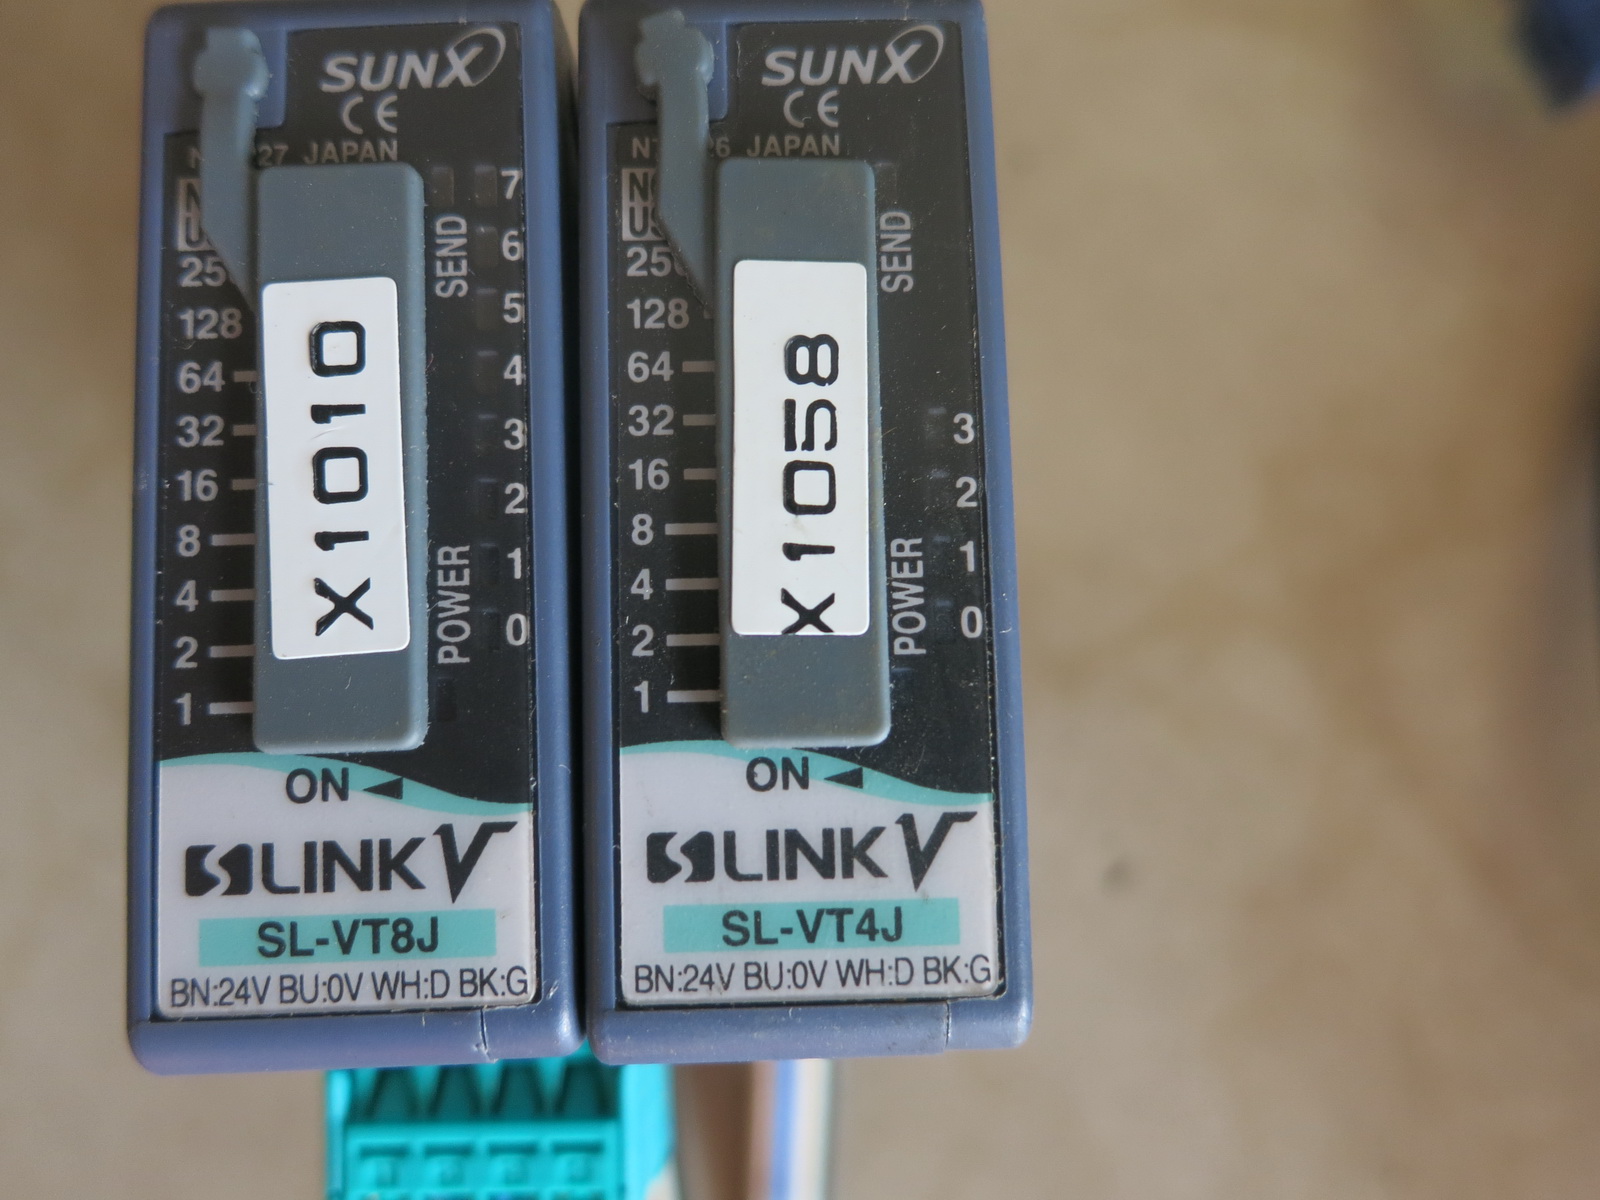 SUNX
CE
27 JAPAN
SEND
7
6
5
128
64
32
16
8
4
2
1
4
3
2
1
0
POWER
X1010
ON
S LINK V
SL-VT8J
BN:24V BU:0V WH:D BK:G
SUNX
CE
26 JAPAN
SEND
128
64
32
16
8
4
2
1
3
2
1
0
POWER
X1058
ON
S LINK V
SL-VT4J
BN:24V BU:0V WH:D BK:G